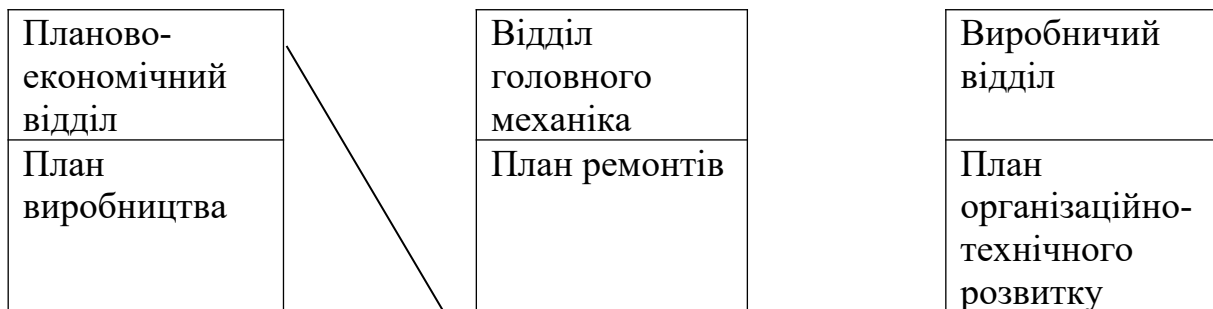 Планово-
економічний
відділ
План
виробництва
Відділ
головного
механіка
План ремонтів
Виробничий
відділ
План
організаційно-
технічного
розвитку